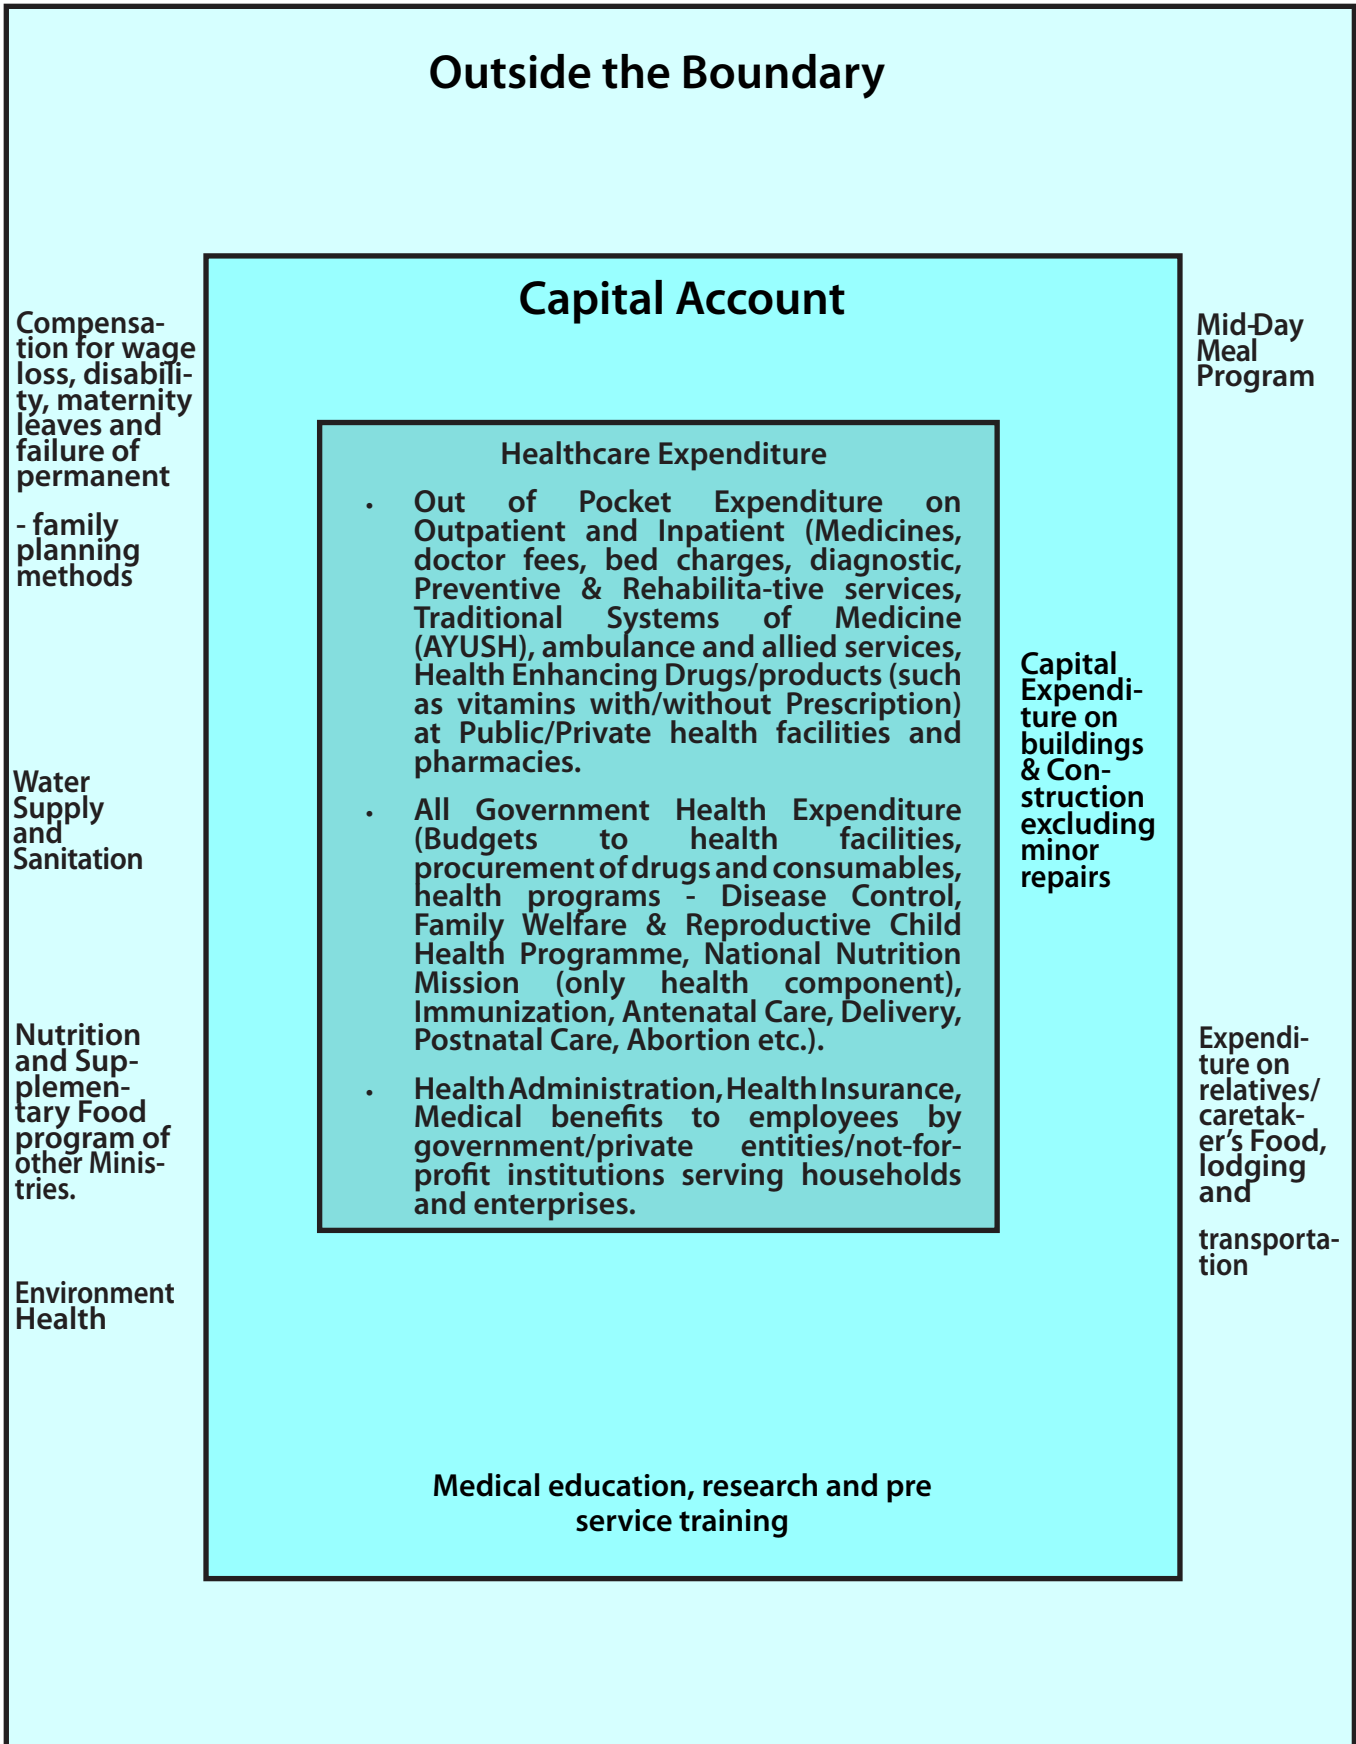 Outside the Boundary
Capital Account
Compensa-
tion for wage
loss, disabili-
ty, maternity
leaves and
failure of
permanent
- family
planning
methods
Water
Supply
and
Sanitation
Nutrition
and Sup-
plemen-
tary Food
program of
other Minis-
tries.
Environment
Health
Healthcare Expenditure
• Out of Pocket Expenditure on
Outpatient and Inpatient (Medicines,
doctor fees, bed charges, diagnostic,
Preventive & Rehabilita-tive services,
Traditional Systems of Medicine
(AYUSH), ambulance and allied services,
Health Enhancing Drugs/products (such
as vitamins with/without Prescription)
at Public/Private health facilities and
pharmacies.
• All Government Health Expenditure
(Budgets to health facilities,
procurement of drugs and consumables,
health programs - Disease Control,
Family Welfare & Reproductive Child
Health Programme, National Nutrition
Mission (only health component),
Immunization, Antenatal Care, Delivery,
Postnatal Care, Abortion etc.).
• Health Administration, Health Insurance,
Medical benefits to employees by
government/private entities/not-for-
profit institutions serving households
and enterprises.
Capital
Expendi-
ture on
buildings
& Con-
struction
excluding
minor
repairs
Medical education, research and pre
service training
Mid-Day
Meal
Program
Expendi-
ture on
relatives/
caretak-
er's Food,
lodging
and
transporta-
tion